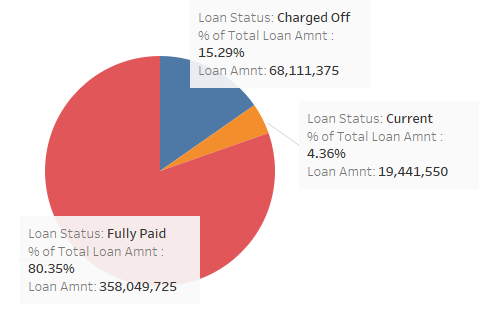 Loan Status: Charged Off
% of Total Loan Amnt :
15.29%
Loan Amnt: 68,111,375
Loan Status: Current
% of Total Loan Amnt :
4.36%
Loan Amnt: 19,441,550
Loan Status: Fully Paid
% of Total Loan Amnt :
80.35%
Loan Amnt: 358,049,725